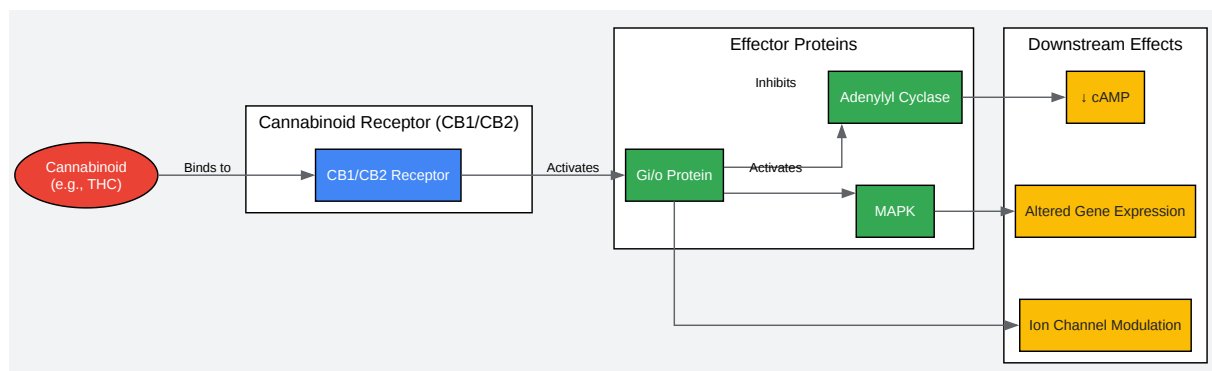 Effector Proteins
Downstream Effects
Inhibits
Adenylyl Cyclase
↓ cAMP
Cannabinoid Receptor (CB1/CB2)
Cannabinoid
(e.g., THC)
Binds to
CB1/CB2 Receptor
Activates
Gi/o Protein
Activates
MAPK
Altered Gene Expression
Ion Channel Modulation